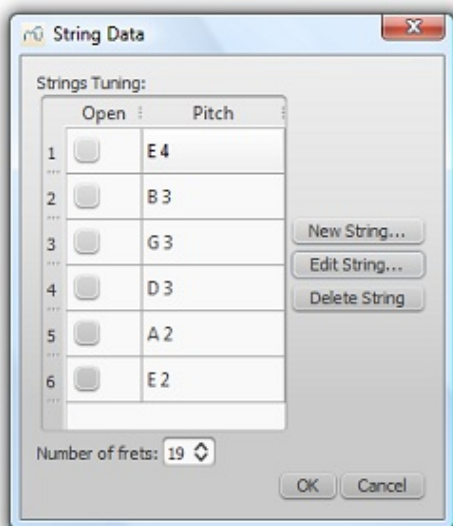 String Data
Strings Tuning:
Open Pitch
1 E 4
2 B 3
3 G 3
4 D 3
5 A 2
6 E 2
New String...
Edit String...
Delete String
Number of frets: 19
OK Cancel